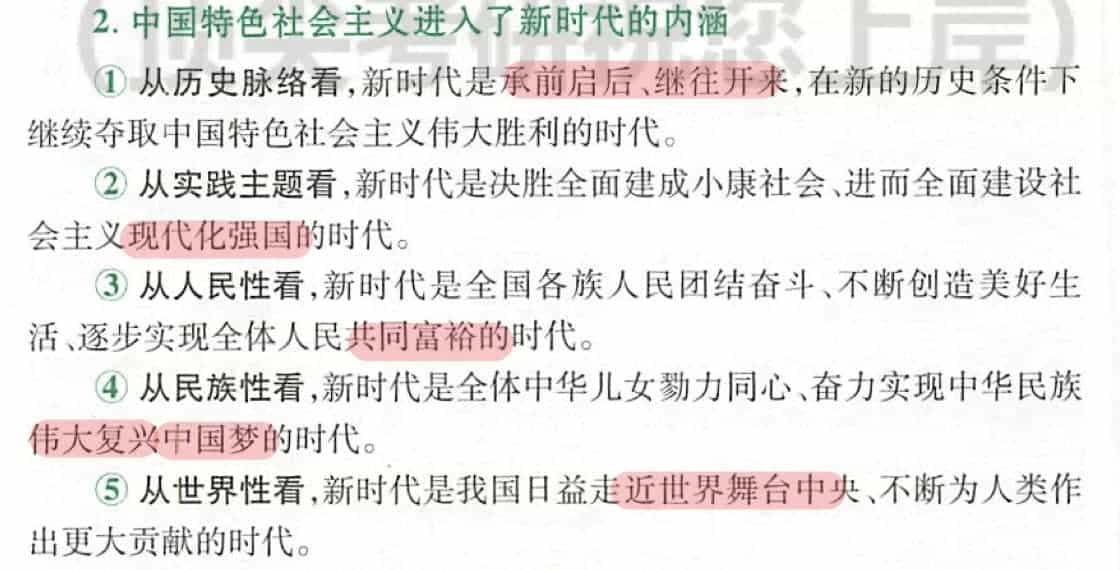 2. 中国特色社会主义进入了新时代的内涵
① 从历史脉络看,新时代是承前启后、继往开来,在新的历史条件下
继续夺取中国特色社会主义伟大胜利的时代。
② 从实践主题看,新时代是决胜全面建成小康社会、进而全面建设社
会主义现代化强国的时代。
③ 从人民性看,新时代是全国各族人民团结奋斗、不断创造美好生
活、逐步实现全体人民共同富裕的时代。
④ 从民族性看,新时代是全体中华儿女勠力同心、奋力实现中华民族
伟大复兴中国梦的时代。
⑤ 从世界性看,新时代是我国日益走近世界舞台中央、不断为人类作
出更大贡献的时代。